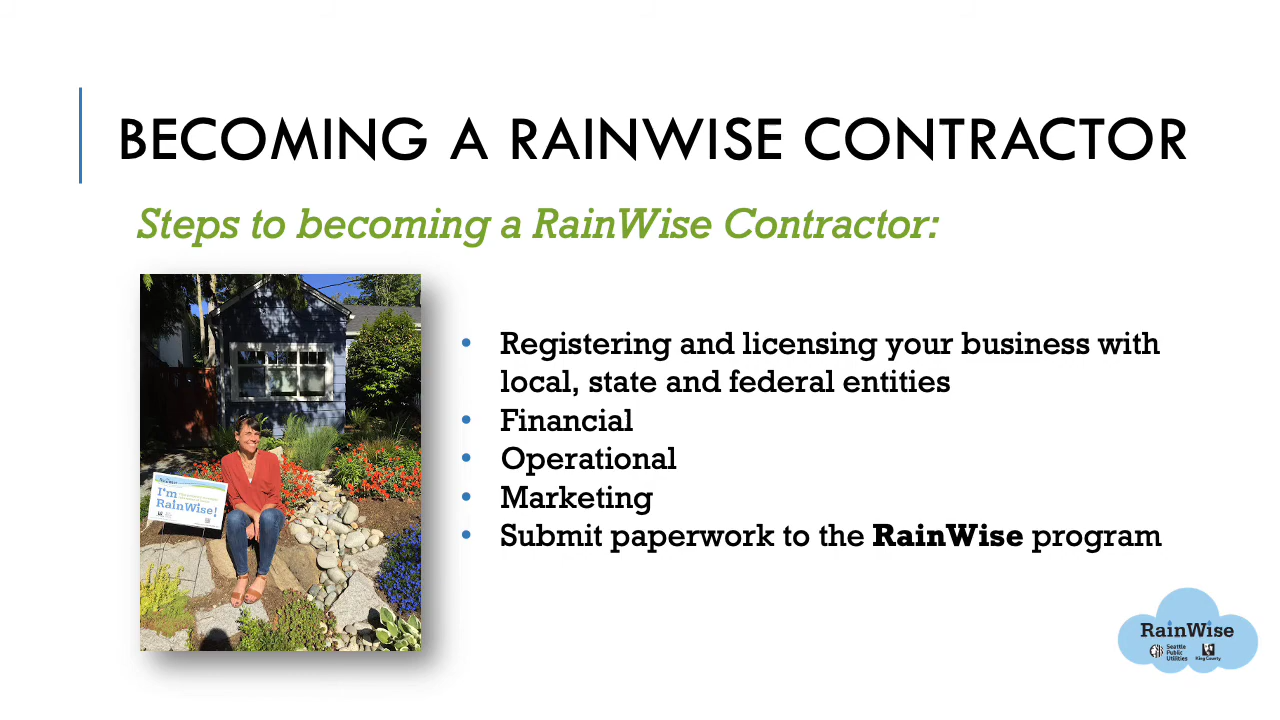 BECOMING A RAINWISE CONTRACTOR
Steps to becoming a RainWise Contractor:
• Registering and licensing your business with
local, state and federal entities
• Financial
• Operational
• Marketing
• Submit paperwork to the RainWise program
I'm
RainWise!
RainWise
Seattle
Public
Utilities
King County